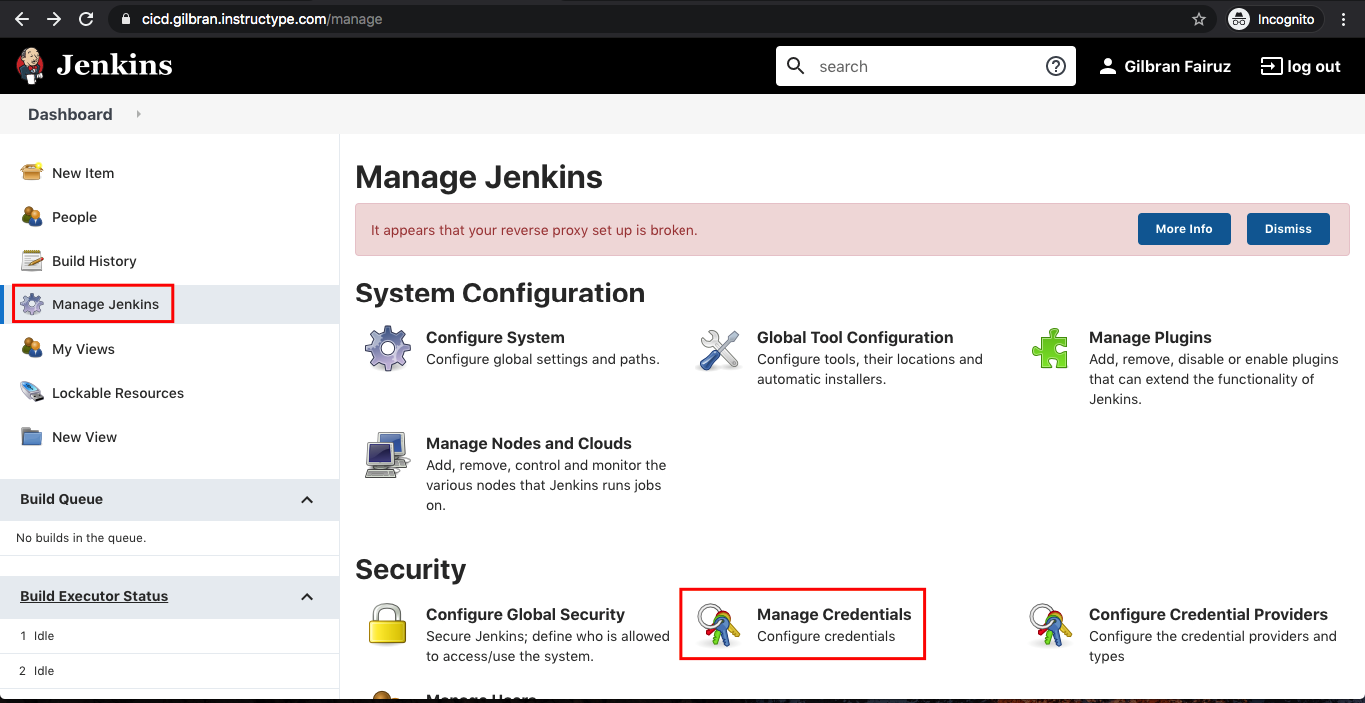 cicd.gilbran.instructype.com/manage
Incognito
Jenkins
search
Gilbran Fairuz
log out
Dashboard
New Item
People
Build History
Manage Jenkins
My Views
Lockable Resources
New View
Build Queue
No builds in the queue.
Build Executor Status
1 Idle
2 Idle
Manage Jenkins
It appears that your reverse proxy set up is broken.
More Info
Dismiss
System Configuration
Configure System
Configure global settings and paths.
Global Tool Configuration
Configure tools, their locations and
automatic installers.
Manage Plugins
Add, remove, disable or enable plugins
that can extend the functionality of
Jenkins.
Manage Nodes and Clouds
Add, remove, control and monitor the
various nodes that Jenkins runs jobs
on.
Security
Configure Global Security
Secure Jenkins; define who is allowed
to access/use the system.
Manage Credentials
Configure credentials
Configure Credential Providers
Configure the credential providers and
types
Manage Users